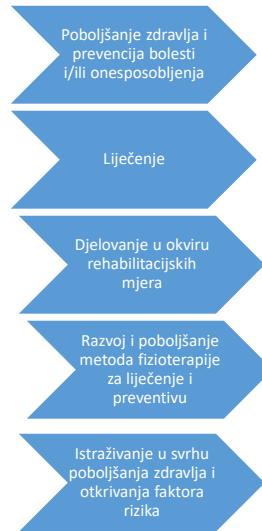 Poboljšanje zdravlja i
prevencija bolesti
i/ili onesposobljenja
Liječenje
Djelovanje u okviru
rehabilitacijskih
mjera
Razvoj i poboljšanje
metoda fizioterapije
za liječenje i
preventivu
Istraživanje u svrhu
poboljšanja zdravlja i
otkrivanja faktora
rizika